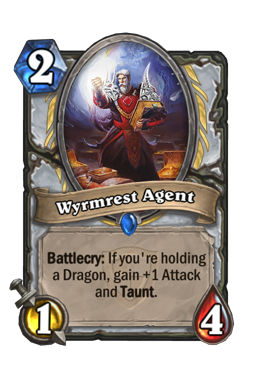 2
Wyrmrest Agent
Battlecry: If you're holding
a Dragon, gain +1 Attack
and Taunt.
1
4